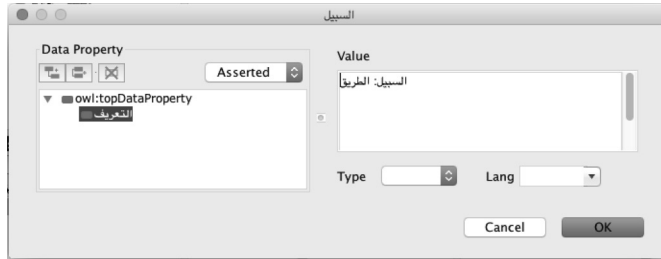 السبيل
Data Property
Asserted
owl:topDataProperty
التعريف
Value
السبيل: الطريق
Type
Lang
Cancel
OK